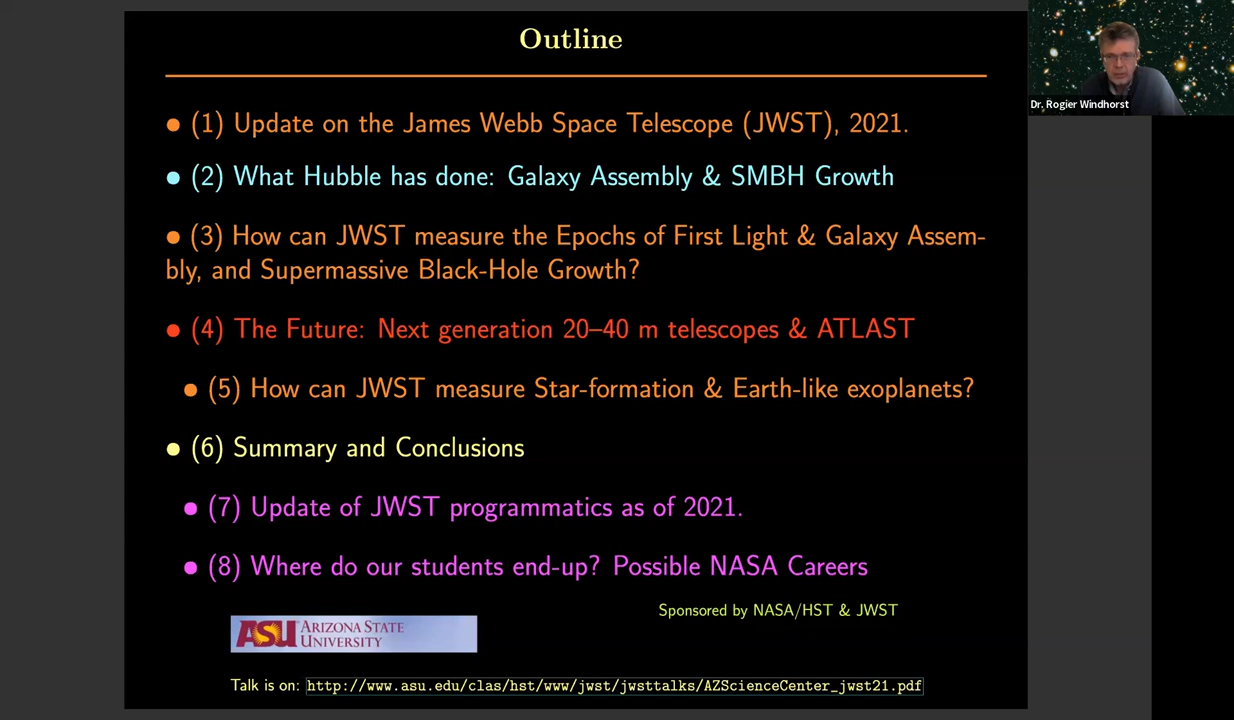 Outline
Dr. Rogier Windhorst
• (1) Update on the James Webb Space Telescope (JWST), 2021.
• (2) What Hubble has done: Galaxy Assembly & SMBH Growth
• (3) How can JWST measure the Epochs of First Light & Galaxy Assem-
bly, and Supermassive Black-Hole Growth?
• (4) The Future: Next generation 20–40 m telescopes & ATLAST
• (5) How can JWST measure Star-formation & Earth-like exoplanets?
• (6) Summary and Conclusions
• (7) Update of JWST programmatics as of 2021.
• (8) Where do our students end-up? Possible NASA Careers
Sponsored by NASA/HST & JWST
ASU ARIZONA STATE
UNIVERSITY
Talk is on: http://www.asu.edu/clas/hst/www/jwst/jwsttalks/AZScienceCenter_jwst21.pdf